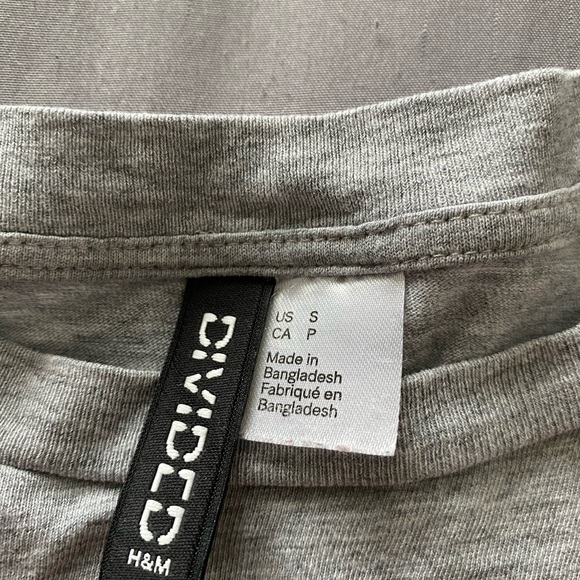 DIVIDED
H&M
US S
CA P
Made in
Bangladesh
Fabriqué en
Bangladesh